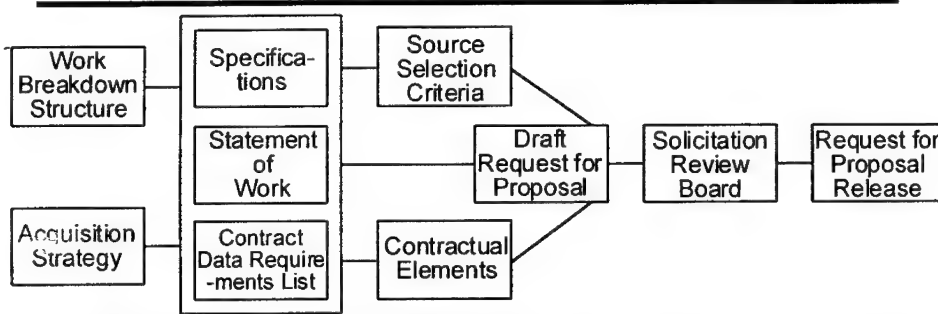 Work
Breakdown
Structure
Acquisition
Strategy
Specifica-
tions
Statement
of
Work
Contract
Data Require
-ments List
Source
Selection
Criteria
Contractual
Elements
Draft
Request for
Proposal
Solicitation
Review
Board
Request for
Proposal
Release